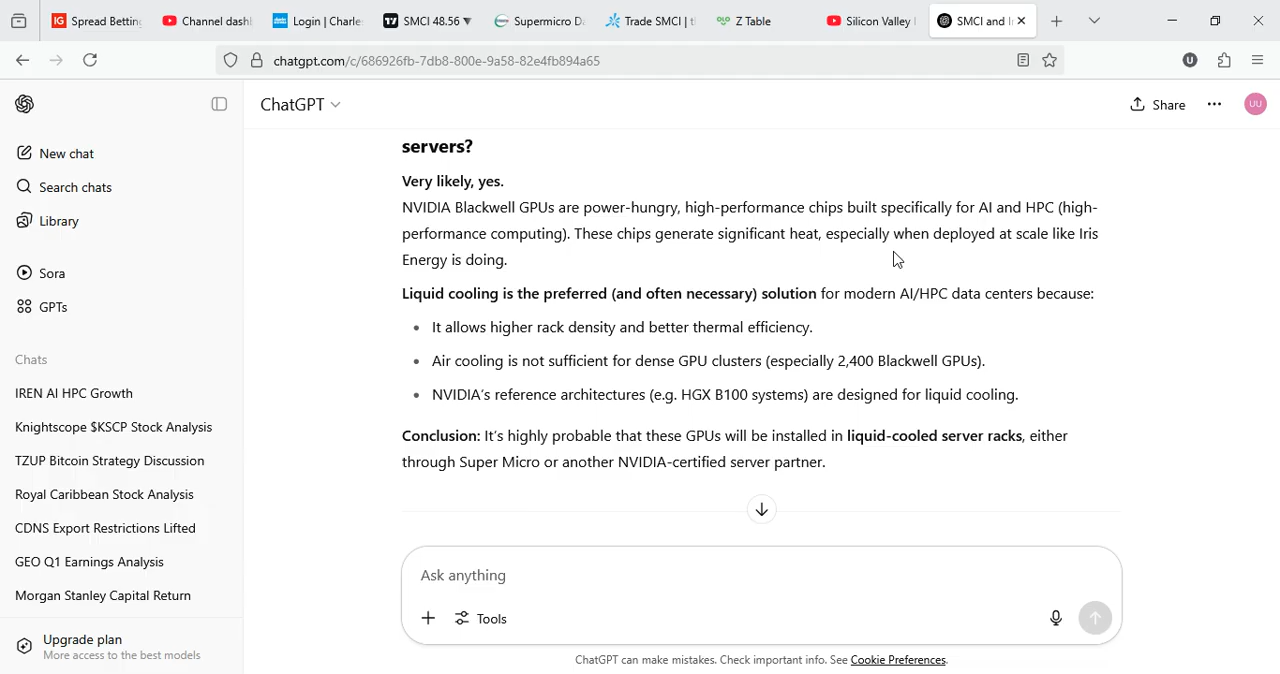 Spread Betting
Channel dashl
Login | Charle
SMCI 48.56 ▼
Supermicro Da
Trade SMCI | t
Z Table
Silicon Valley
SMCI and I
chatgpt.com/c/686926fb-7db8-800e-9a58-82e4fb894a65
U
ChatGPT
Share
UU
New chat
Search chats
Library
Sora
GPTs
Chats
IREN AI HPC Growth
Knightscope $KSCP Stock Analysis
TZUP Bitcoin Strategy Discussion
Royal Caribbean Stock Analysis
CDNS Export Restrictions Lifted
GEO Q1 Earnings Analysis
Morgan Stanley Capital Return
Upgrade plan
More access to the best models
servers?
Very likely, yes.
NVIDIA Blackwell GPUs are power-hungry, high-performance chips built specifically for AI and HPC (high-
performance computing). These chips generate significant heat, especially when deployed at scale like Iris
Energy is doing.
Liquid cooling is the preferred (and often necessary) solution for modern AI/HPC data centers because:
• It allows higher rack density and better thermal efficiency.
• Air cooling is not sufficient for dense GPU clusters (especially 2,400 Blackwell GPUs).
• NVIDIA's reference architectures (e.g. HGX B100 systems) are designed for liquid cooling.
Conclusion: It's highly probable that these GPUs will be installed in liquid-cooled server racks, either
through Super Micro or another NVIDIA-certified server partner.
Ask anything
Tools
ChatGPT can make mistakes. Check important info. See Cookie Preferences.